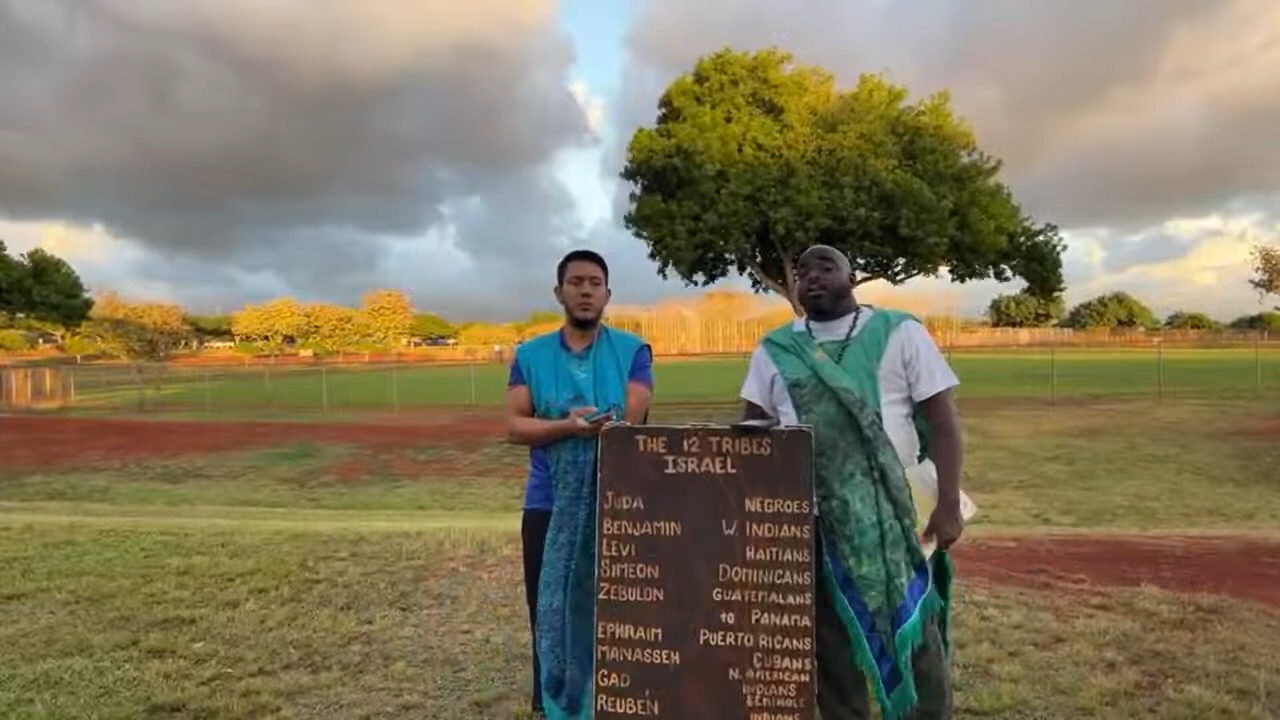 THE 12 TRIBES
ISRAEL
JUDA NEGROES
BENJAMIN W. INDIANS
LEVI HAITIANS
SIMEON DOMINICANS
ZEBULON GUATEMALANS
to PANAMA
EPHRAIM PUERTO RICANS
MANASSEH CUBANS
GAD N. AMERICAN
INDIANS
REUBEN SEMINOLE
INDIANS